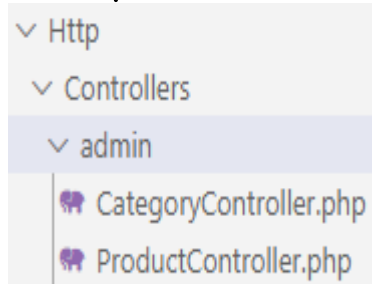 Http
Controllers
admin
CategoryController.php
ProductController.php